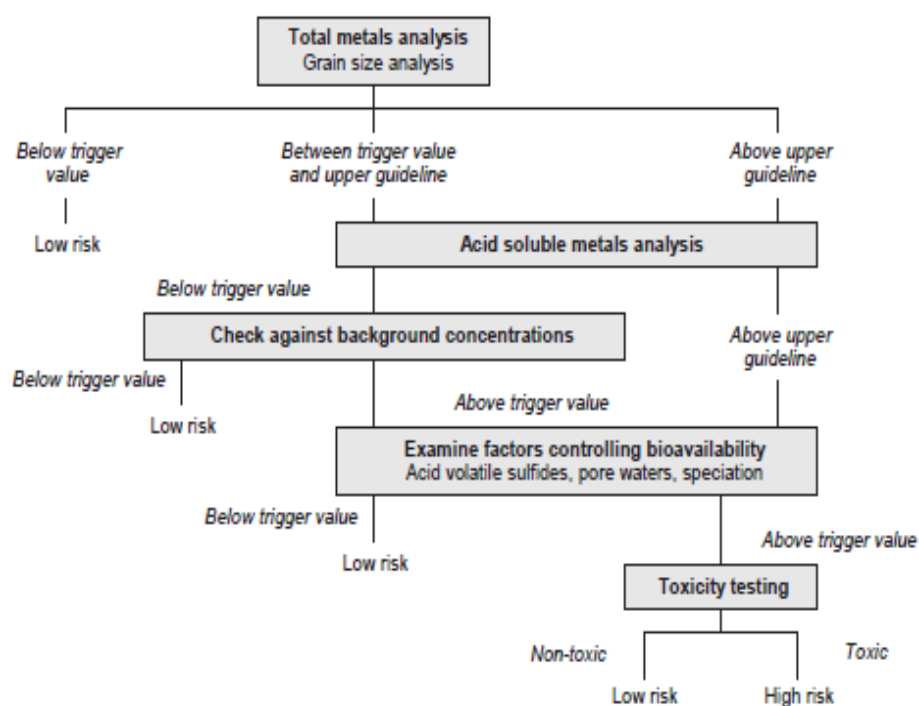 Total metals analysis
Grain size analysis
Below trigger
value
Between trigger value
and upper guideline
Above upper
guideline
Low risk
Acid soluble metals analysis
Below trigger value
Check against background concentrations
Above upper
guideline
Below trigger value
Low risk
Above trigger value
Examine factors controlling bioavailability
Acid volatile sulfides, pore waters, speciation
Below trigger value
Low risk
Above trigger value
Toxicity testing
Non-toxic
Toxic
Low risk
High risk